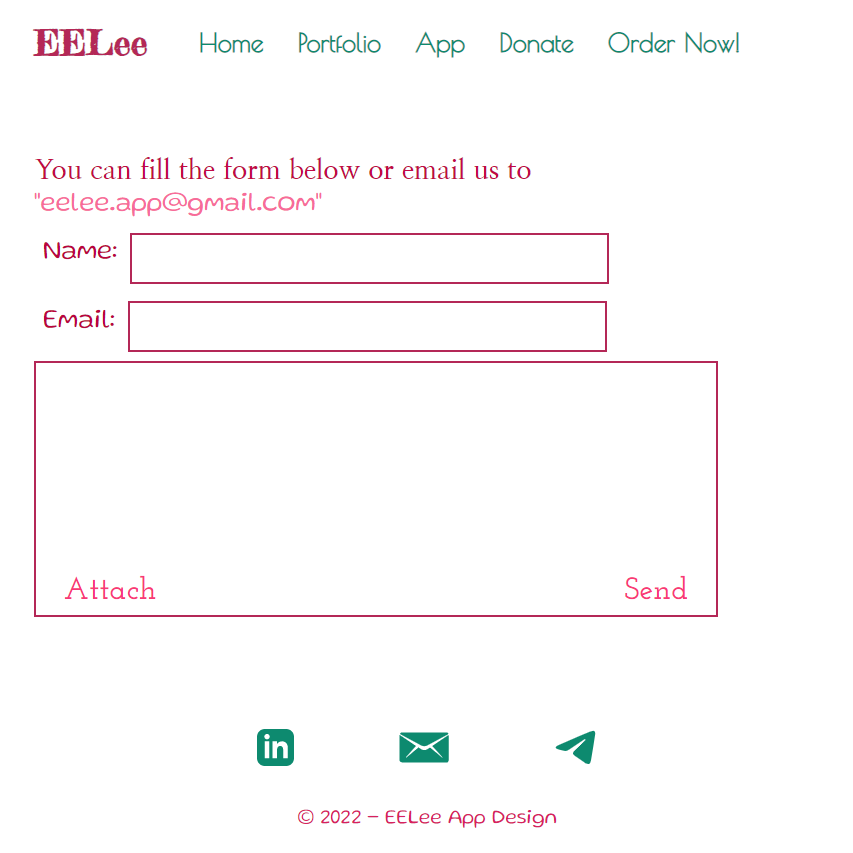 EELee Home Portfolio App Donate Order Now!
You can fill the form below or email us to
"eelee.app@gmail.com"
Name:
Email:
Attach Send
in
© 2022 – EELee App Design